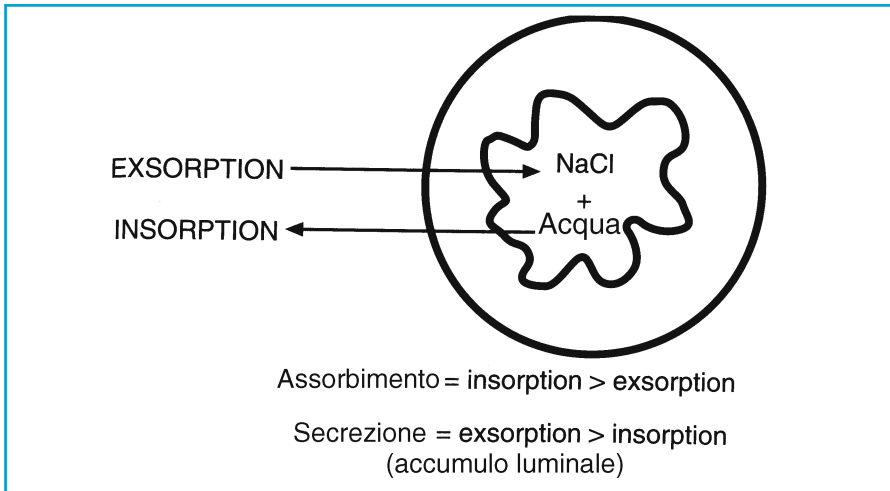 EXSORPTION
NaCl
+
INSORPTION
Acqua
Assorbimento = insorption > exsorption
Secrezione = exsorption > insorption
(accumulo luminale)